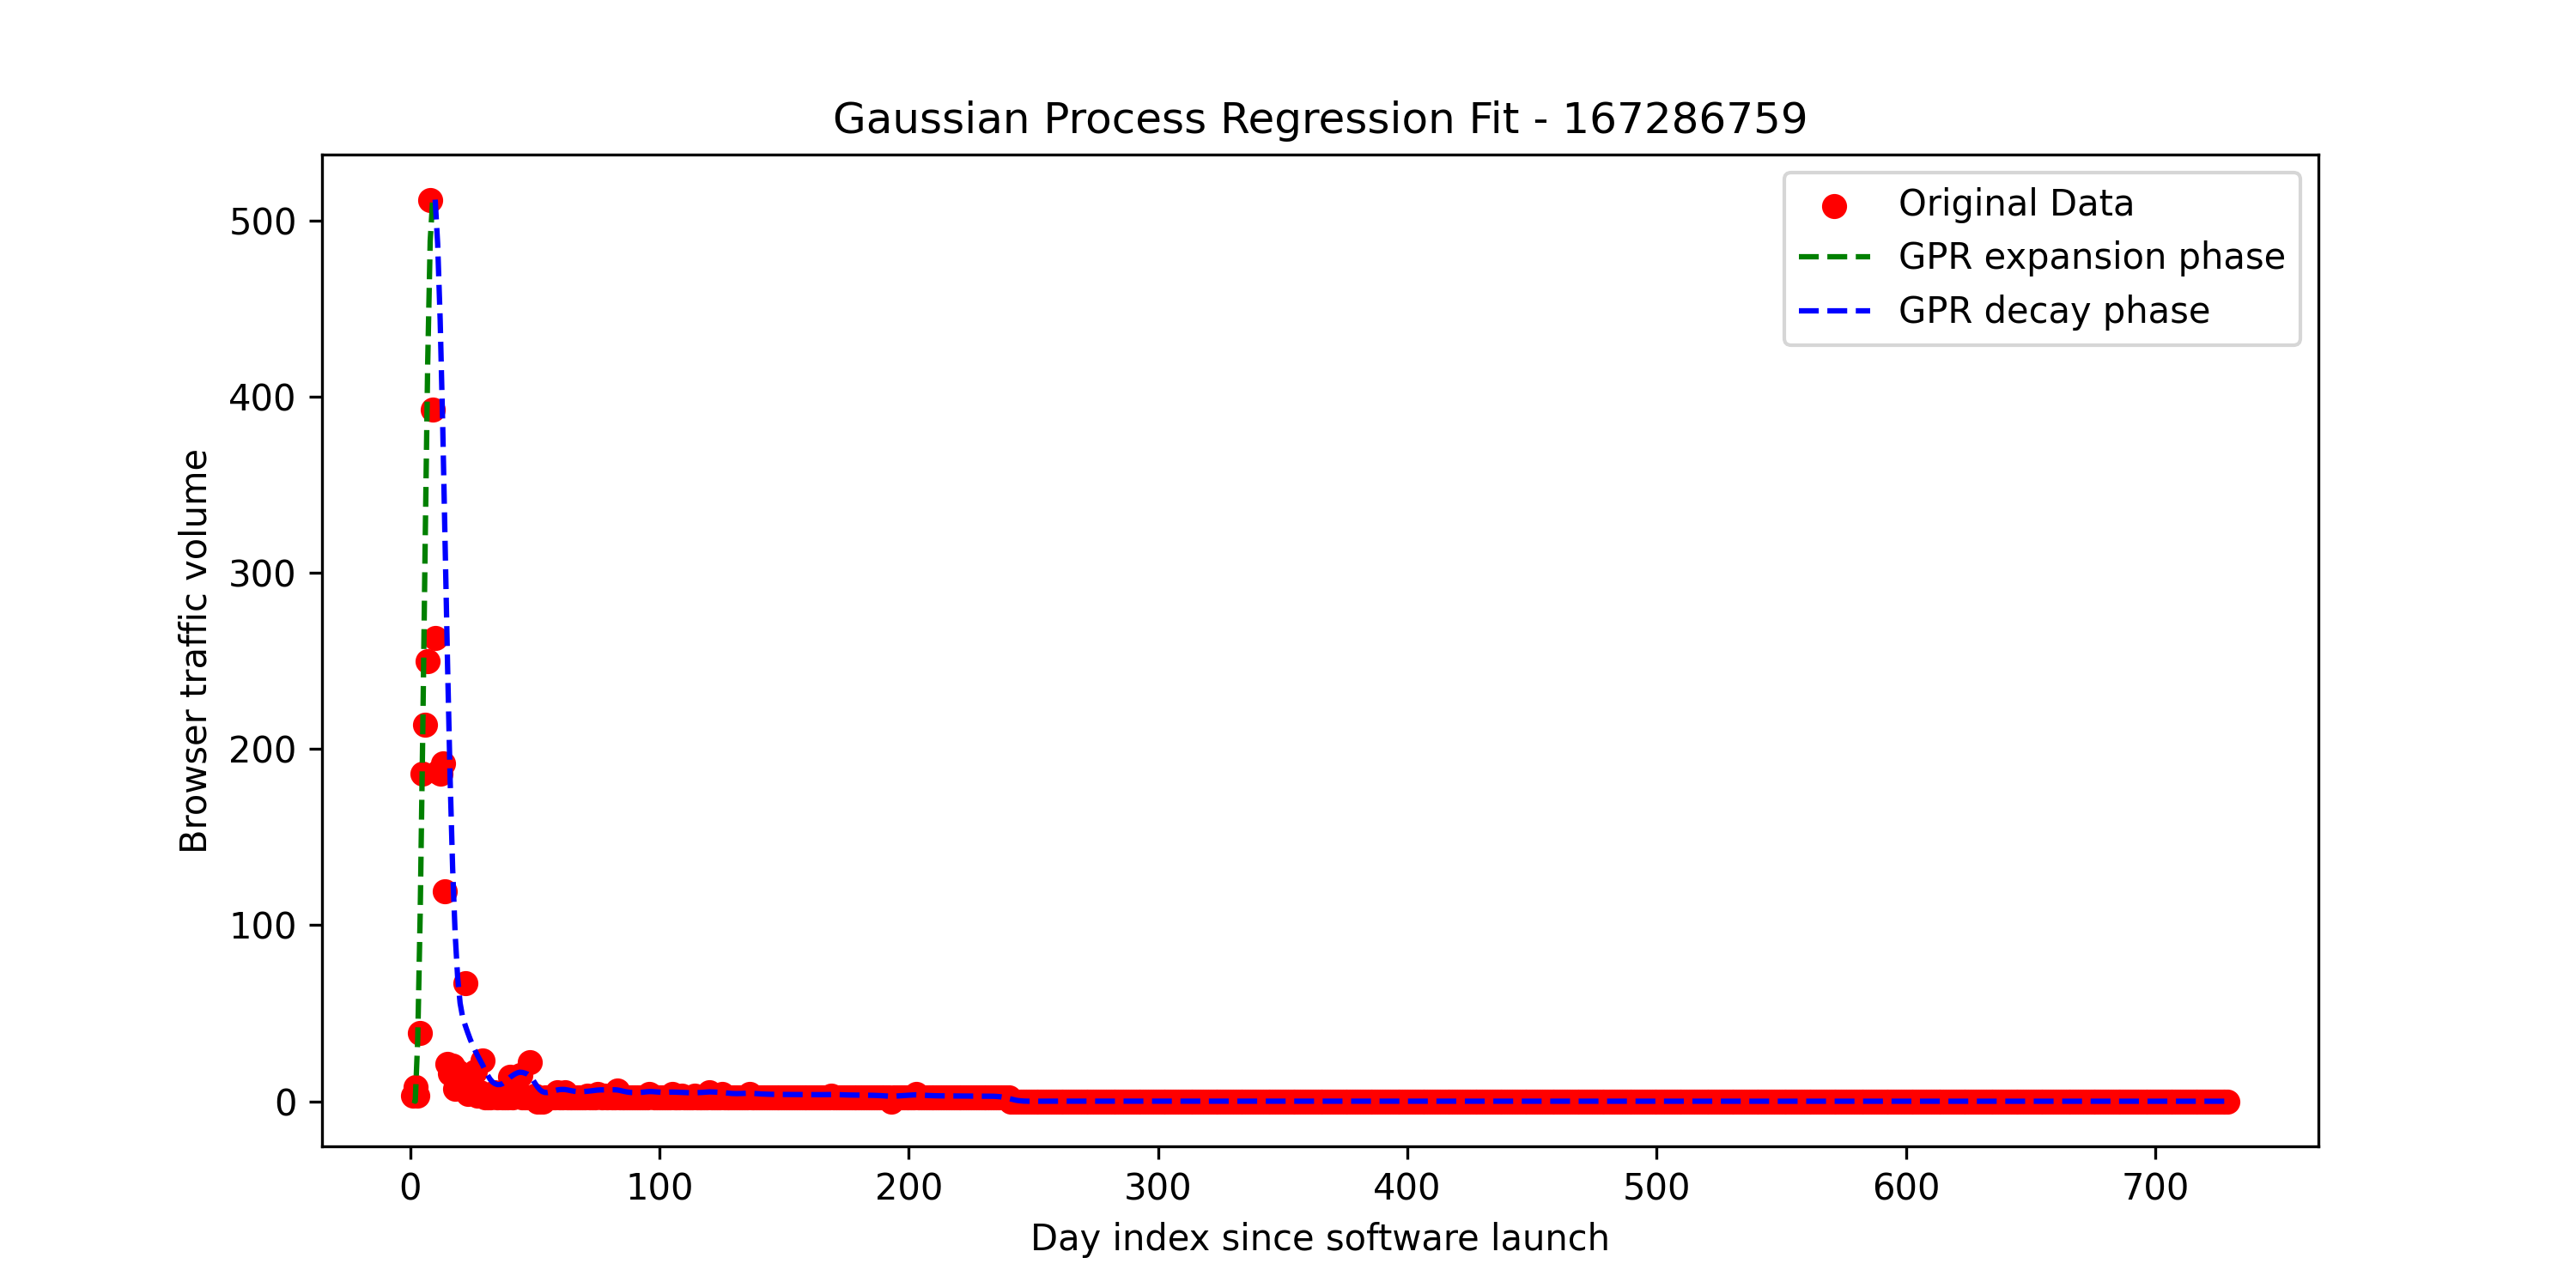 Gaussian Process Regression Fit - 167286759
Original Data
GPR expansion phase
GPR decay phase
Browser traffic volume
500
400
300
200
100
0
0 100 200 300 400 500 600 700
Day index since software launch